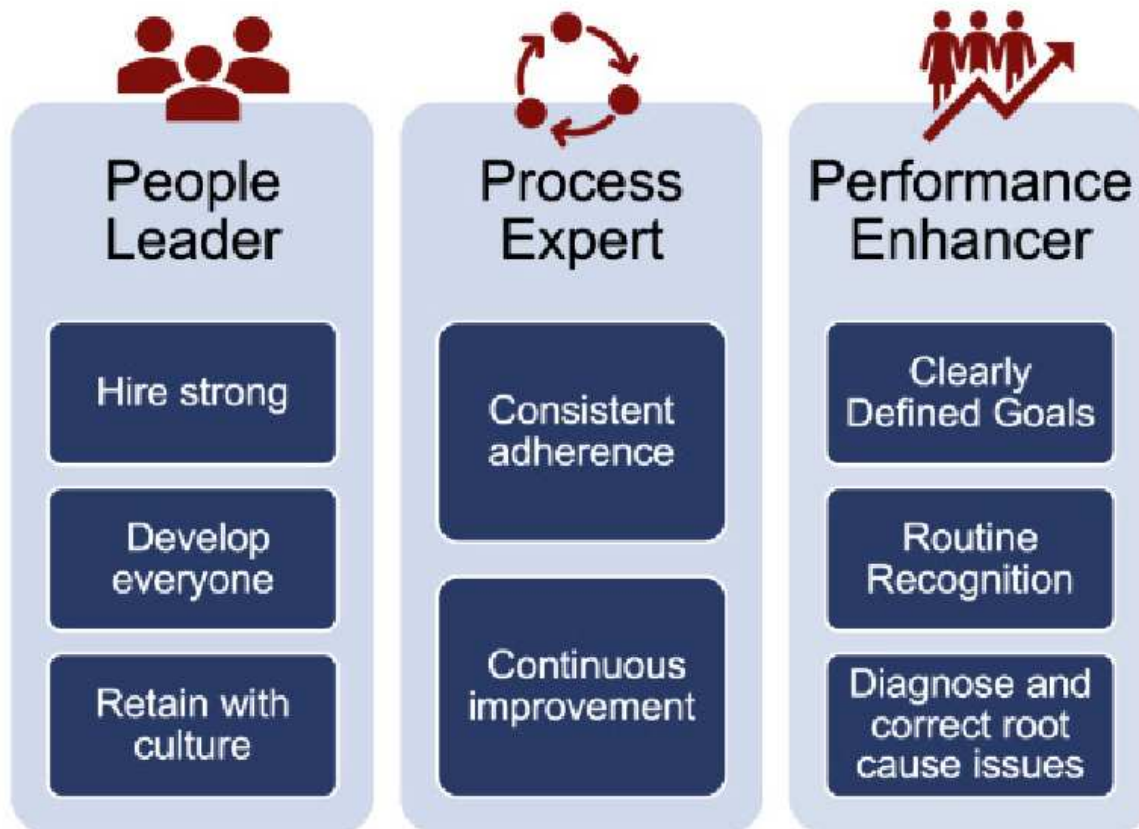 People
Leader
Hire strong
Develop
everyone
Retain with
culture
Process
Expert
Consistent
adherence
Continuous
improvement
Performance
Enhancer
Clearly
Defined Goals
Routine
Recognition
Diagnose and
correct root
cause issues